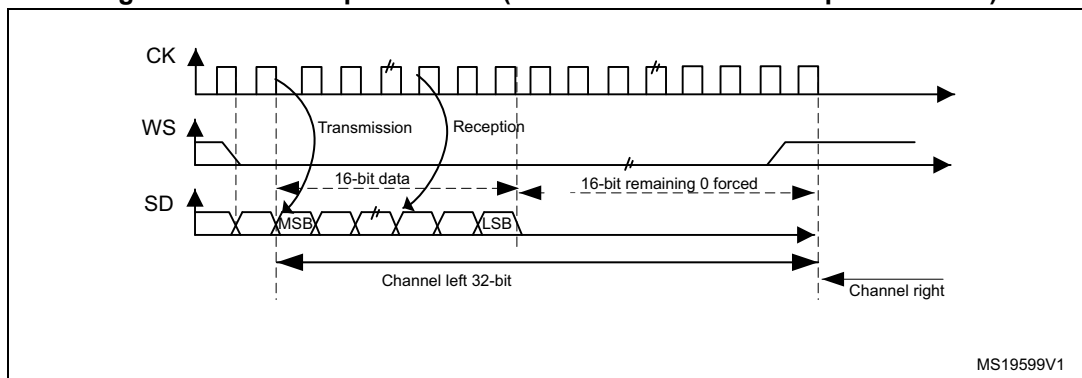 CK
Transmission
Reception
WS
16-bit data
16-bit remaining 0 forced
SD
MSB
LSB
Channel left 32-bit
Channel right
MS19599V1